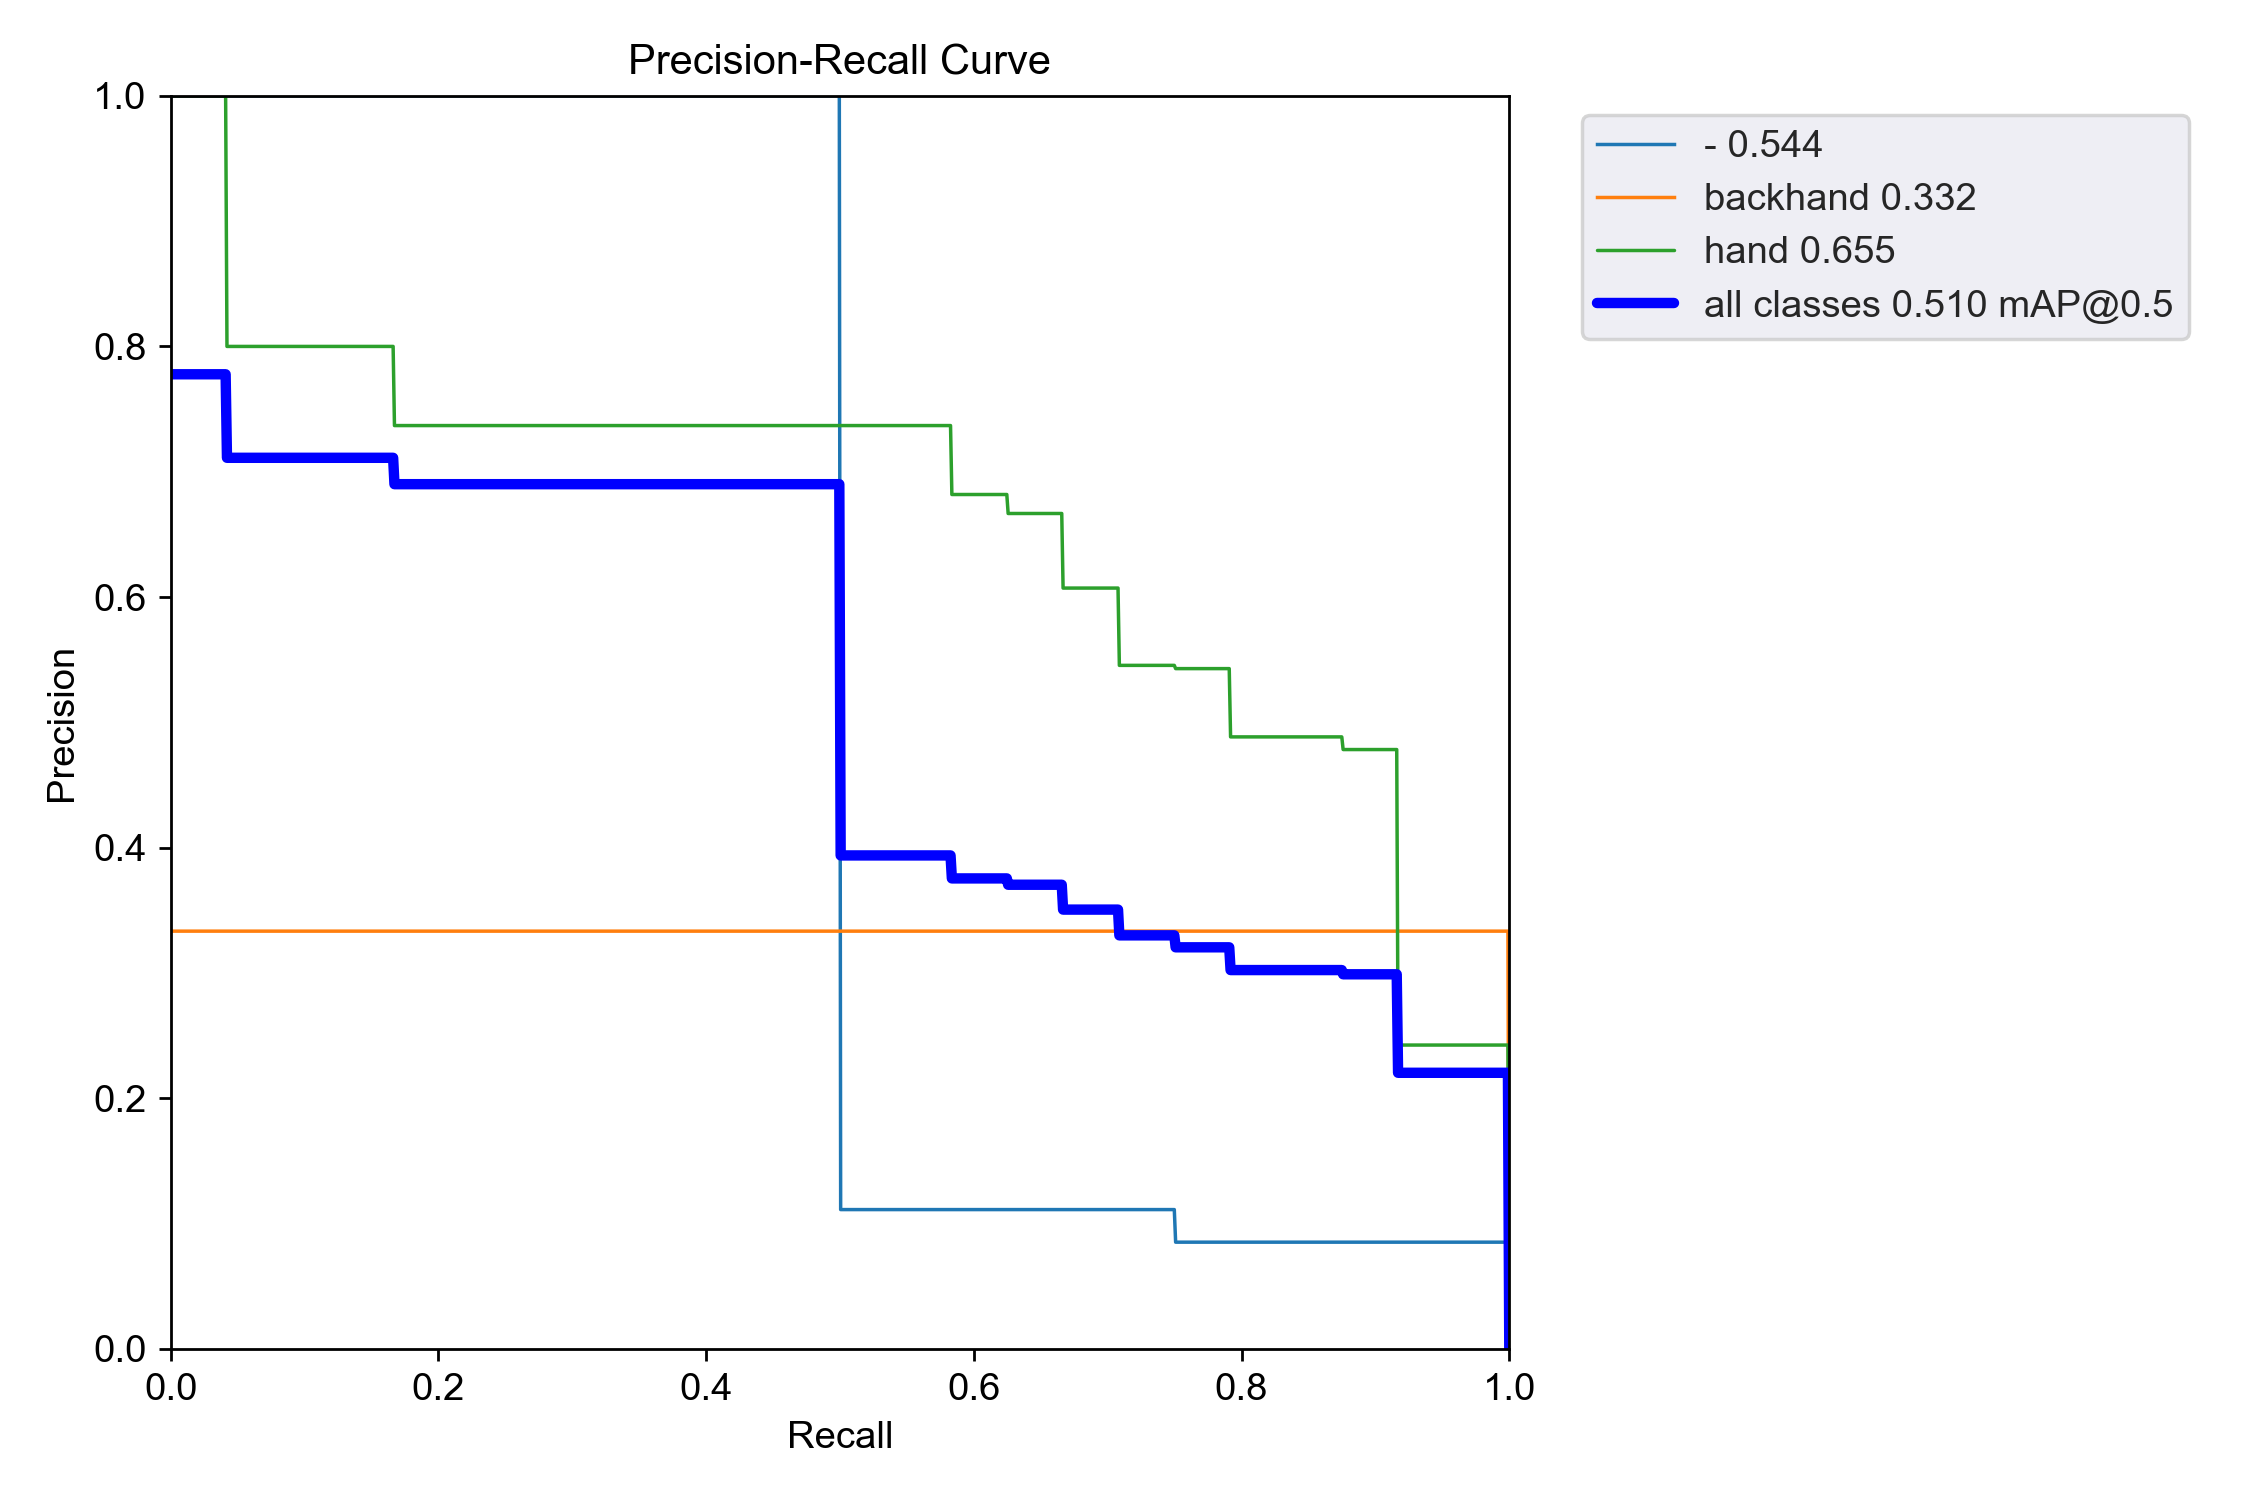 Precision-Recall Curve
1.0
0.8
0.6
0.4
0.2
0.0
Precision
0.0 0.2 0.4 0.6 0.8 1.0
Recall
- 0.544
backhand 0.332
hand 0.655
all classes 0.510 mAP@0.5